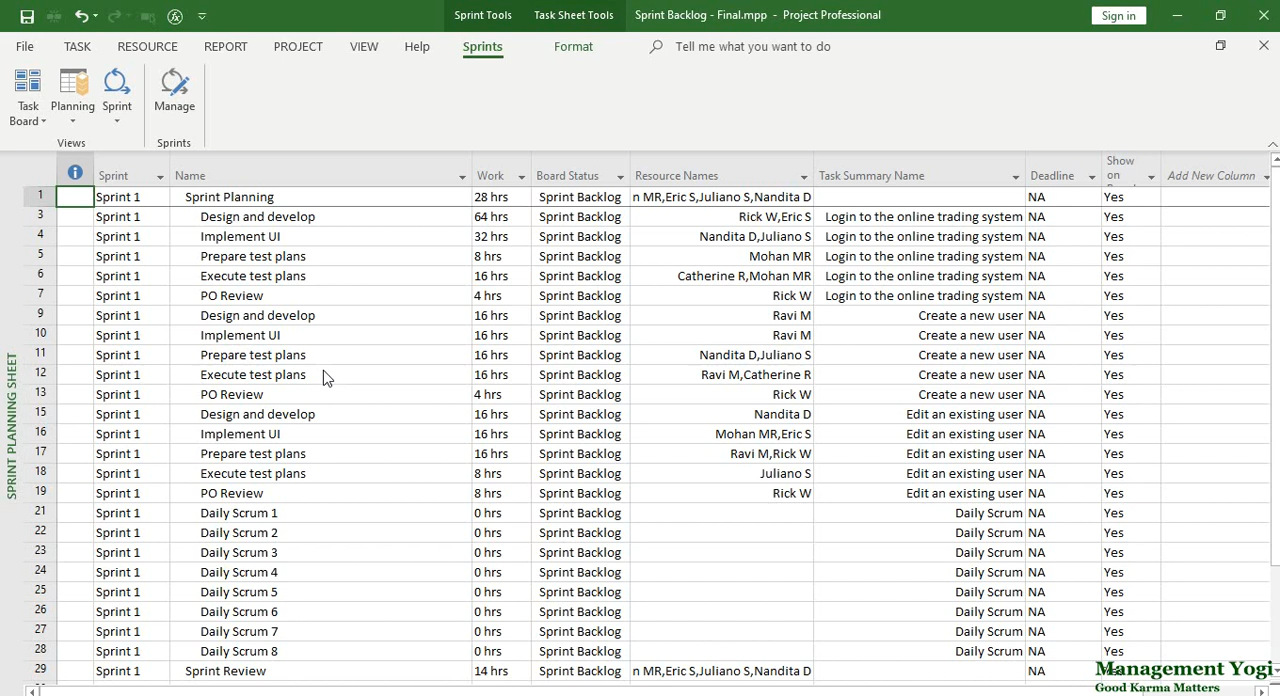 Sprint Tools Task Sheet Tools Sprint Backlog - Final.mpp - Project Professional Sign in
File TASK RESOURCE REPORT PROJECT VIEW Help Sprints Format Tell me what you want to do
Task Board Planning Sprint Manage
Views Sprints
Sprint Name Work Board Status Resource Names Task Summary Name Deadline Show on Add New Column
1 Sprint 1 Sprint Planning 28 hrs Sprint Backlog n MR,Eric S,Juliano S,Nandita D NA Yes
3 Sprint 1 Design and develop 64 hrs Sprint Backlog Rick W,Eric S Login to the online trading system NA Yes
4 Sprint 1 Implement UI 32 hrs Sprint Backlog Nandita D,Juliano S Login to the online trading system NA Yes
5 Sprint 1 Prepare test plans 8 hrs Sprint Backlog Mohan MR Login to the online trading system NA Yes
6 Sprint 1 Execute test plans 16 hrs Sprint Backlog Catherine R,Mohan MR Login to the online trading system NA Yes
7 Sprint 1 PO Review 4 hrs Sprint Backlog Rick W Login to the online trading system NA Yes
9 Sprint 1 Design and develop 16 hrs Sprint Backlog Ravi M Create a new user NA Yes
10 Sprint 1 Implement UI 16 hrs Sprint Backlog Ravi M Create a new user NA Yes
11 Sprint 1 Prepare test plans 16 hrs Sprint Backlog Nandita D,Juliano S Create a new user NA Yes
12 Sprint 1 Execute test plans 16 hrs Sprint Backlog Ravi M,Catherine R Create a new user NA Yes
13 Sprint 1 PO Review 4 hrs Sprint Backlog Rick W Create a new user NA Yes
15 Sprint 1 Design and develop 16 hrs Sprint Backlog Nandita D Edit an existing user NA Yes
16 Sprint 1 Implement UI 16 hrs Sprint Backlog Mohan MR,Eric S Edit an existing user NA Yes
17 Sprint 1 Prepare test plans 16 hrs Sprint Backlog Ravi M,Rick W Edit an existing user NA Yes
18 Sprint 1 Execute test plans 8 hrs Sprint Backlog Juliano S Edit an existing user NA Yes
19 Sprint 1 PO Review 8 hrs Sprint Backlog Rick W Edit an existing user NA Yes
21 Sprint 1 Daily Scrum 1 0 hrs Sprint Backlog Daily Scrum NA Yes
22 Sprint 1 Daily Scrum 2 0 hrs Sprint Backlog Daily Scrum NA Yes
23 Sprint 1 Daily Scrum 3 0 hrs Sprint Backlog Daily Scrum NA Yes
24 Sprint 1 Daily Scrum 4 0 hrs Sprint Backlog Daily Scrum NA Yes
25 Sprint 1 Daily Scrum 5 0 hrs Sprint Backlog Daily Scrum NA Yes
26 Sprint 1 Daily Scrum 6 0 hrs Sprint Backlog Daily Scrum NA Yes
27 Sprint 1 Daily Scrum 7 0 hrs Sprint Backlog Daily Scrum NA Yes
28 Sprint 1 Daily Scrum 8 0 hrs Sprint Backlog Daily Scrum NA Yes
29 Sprint 1 Sprint Review 14 hrs Sprint Backlog n MR,Eric S,Juliano S,Nandita D NA
SPRINT PLANNING SHEET
Management Yogi
Good Karma Matters